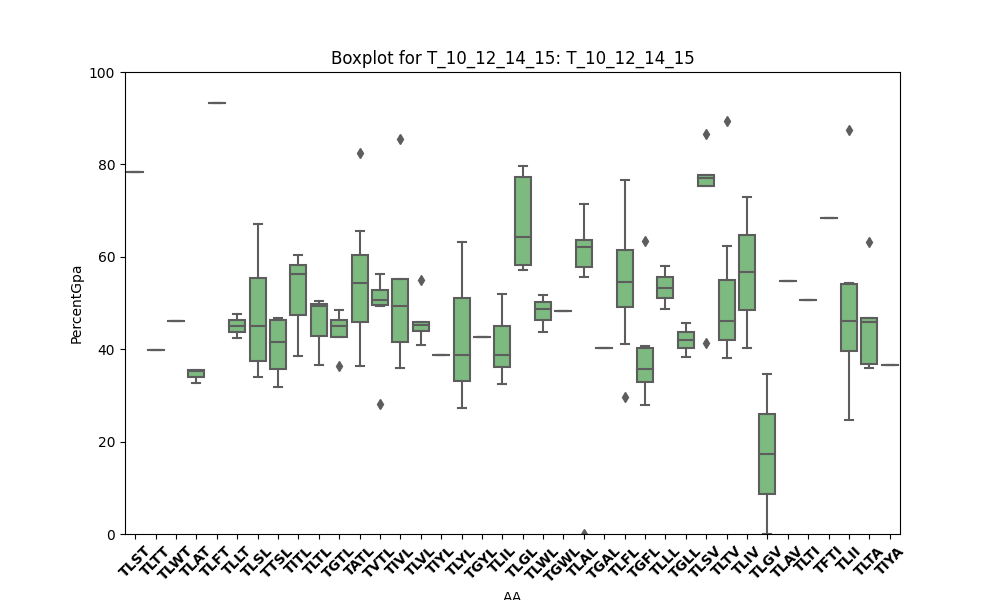 Boxplot for T_10_12_14_15: T_10_12_14_15
PercentGpa
100
80
60
40
20
0
TLST
TLTT
TLWT
TLAT
TLFT
TLLT
TLSL
TTSL
TITL
TLTL
TGTL
TATL
TVTL
TIVL
TLVL
TIYL
TLYL
TGYL
TLIL
TLGL
TLWL
TGWL
TLAL
TGAL
TLFL
TGFL
TLLL
TGLL
TLSV
TLTV
TLIV
TLGV
TLAV
TLTI
TFTI
TLII
TLTA
TIYA
AA